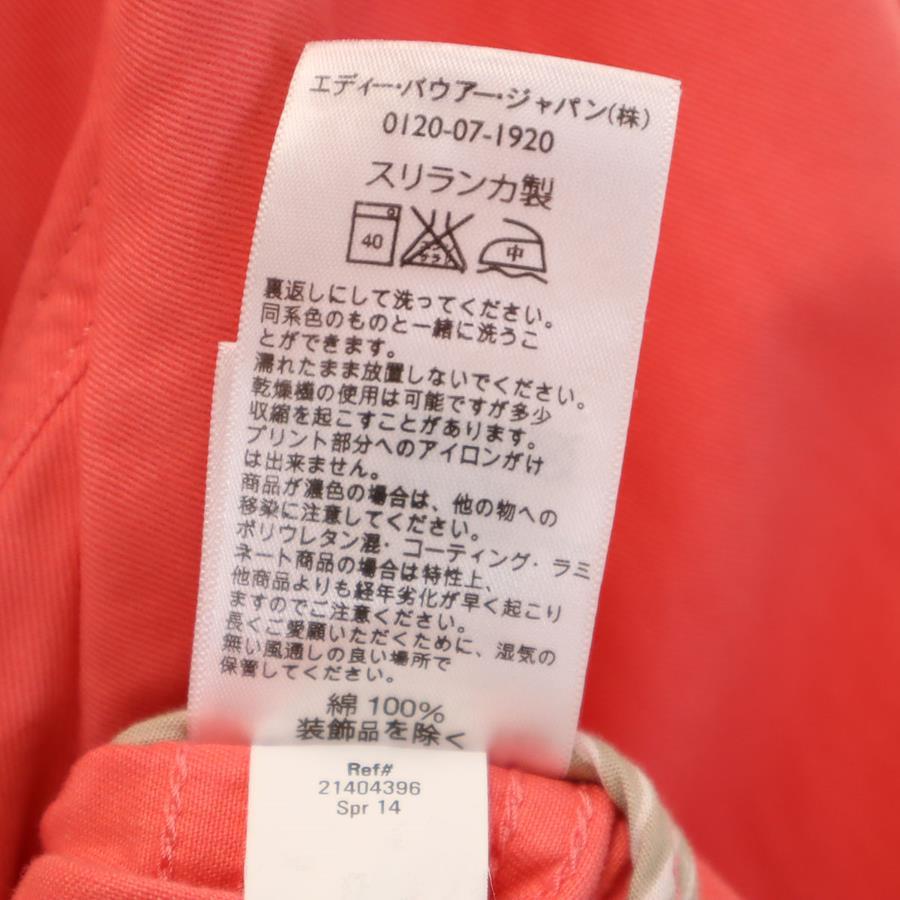 エディー・バウアー・ジャパン(株)
0120-07-1920
スリランカ製
40
エンソ
サラシ
中
裏返しにして洗ってください。
同系色のものと一緒に洗うこ
とができます。
濡れたまま放置しないでください。
乾燥機の使用は可能ですが多少
収縮を起こすことがあります。
プリント部分へのアイロンがけ
は出来ません。
商品が濃色の場合は、他の物への
移染に注意してください。
ポリウレタン混・コーティング・ラミ
ネート商品の場合は特性上、
他商品よりも経年劣化が早く起こり
ますのでご注意ください。
長くご愛顧いただくために、湿気の
無い風通しの良い場所で
保管してください。
綿 100%
装飾品を除く
Ref#
21404396
Spr 14